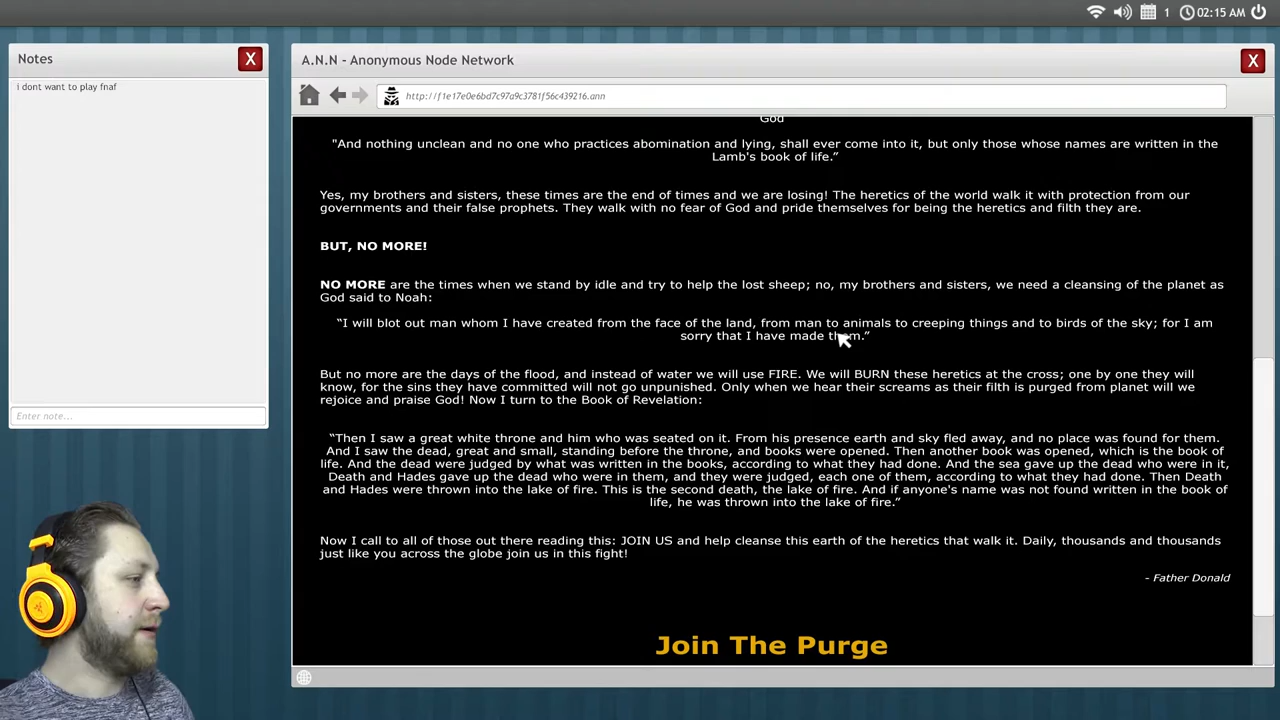 1
02:15 AM
Notes
X
i dont want to play fnaf
Enter note...
A.N.N - Anonymous Node Network
X
http://f1e17e0e6bd7c97a9c3781f56c439216.ann
God
"And nothing unclean and no one who practices abomination and lying, shall ever come into it, but only those whose names are written in the
Lamb's book of life.”
Yes, my brothers and sisters, these times are the end of times and we are losing! The heretics of the world walk it with protection from our
governments and their false prophets. They walk with no fear of God and pride themselves for being the heretics and filth they are.
BUT, NO MORE!
NO MORE are the times when we stand by idle and try to help the lost sheep; no, my brothers and sisters, we need a cleansing of the planet as
God said to Noah:
“I will blot out man whom I have created from the face of the land, from man to animals to creeping things and to birds of the sky; for I am
sorry that I have made them.”
But no more are the days of the flood, and instead of water we will use FIRE. We will BURN these heretics at the cross; one by one they will
know, for the sins they have committed will not go unpunished. Only when we hear their screams as their filth is purged from planet will we
rejoice and praise God! Now I turn to the Book of Revelation:
“Then I saw a great white throne and him who was seated on it. From his presence earth and sky fled away, and no place was found for them.
And I saw the dead, great and small, standing before the throne, and books were opened. Then another book was opened, which is the book of
life. And the dead were judged by what was written in the books, according to what they had done. And the sea gave up the dead who were in it,
Death and Hades gave up the dead who were in them, and they were judged, each one of them, according to what they had done. Then Death
and Hades were thrown into the lake of fire. This is the second death, the lake of fire. And if anyone's name was not found written in the book of
life, he was thrown into the lake of fire.”
Now I call to all of those out there reading this: JOIN US and help cleanse this earth of the heretics that walk it. Daily, thousands and thousands
just like you across the globe join us in this fight!
- Father Donald
Join The Purge